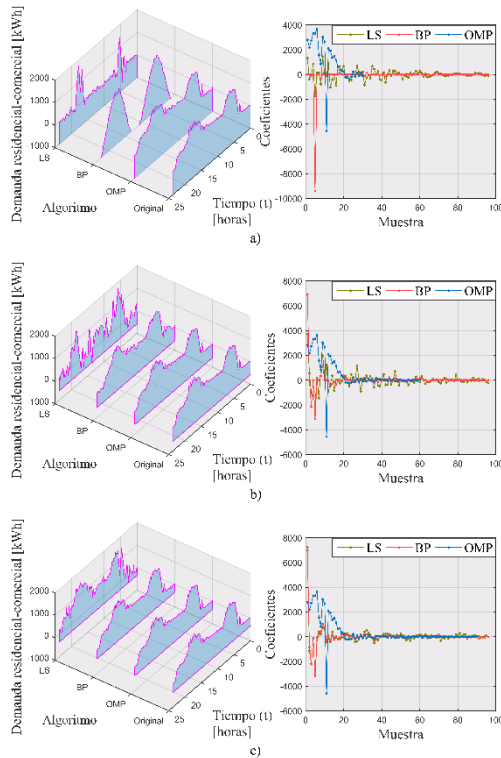 a)
Demanda residencial-comercial [kWh]
2000
1000
0
1000
LS
BP
OMP
Original
Algoritmo
25
20
15
10
5
0
Tiempo (t)
[horas]
Coeficientes
4000
2000
0
-2000
-4000
-6000
-8000
-10000
0
20
40
60
80
100
Muestra
LS BP OMP
a)
Demanda residencial-comercial [kWh]
2000
1000
0
1000
LS
BP
OMP
Original
Algoritmo
25
20
15
10
5
0
Tiempo (t)
[horas]
Coeficientes
8000
6000
4000
2000
0
-2000
-4000
-6000
0
20
40
60
80
100
Muestra
LS BP OMP
b)
Demanda residencial-comercial [kWh]
2000
1000
0
1000
LS
BP
OMP
Original
Algoritmo
25
20
15
10
5
0
Tiempo (t)
[horas]
Coeficientes
8000
6000
4000
2000
0
-2000
-4000
-6000
0
20
40
60
80
100
Muestra
LS BP OMP
c)